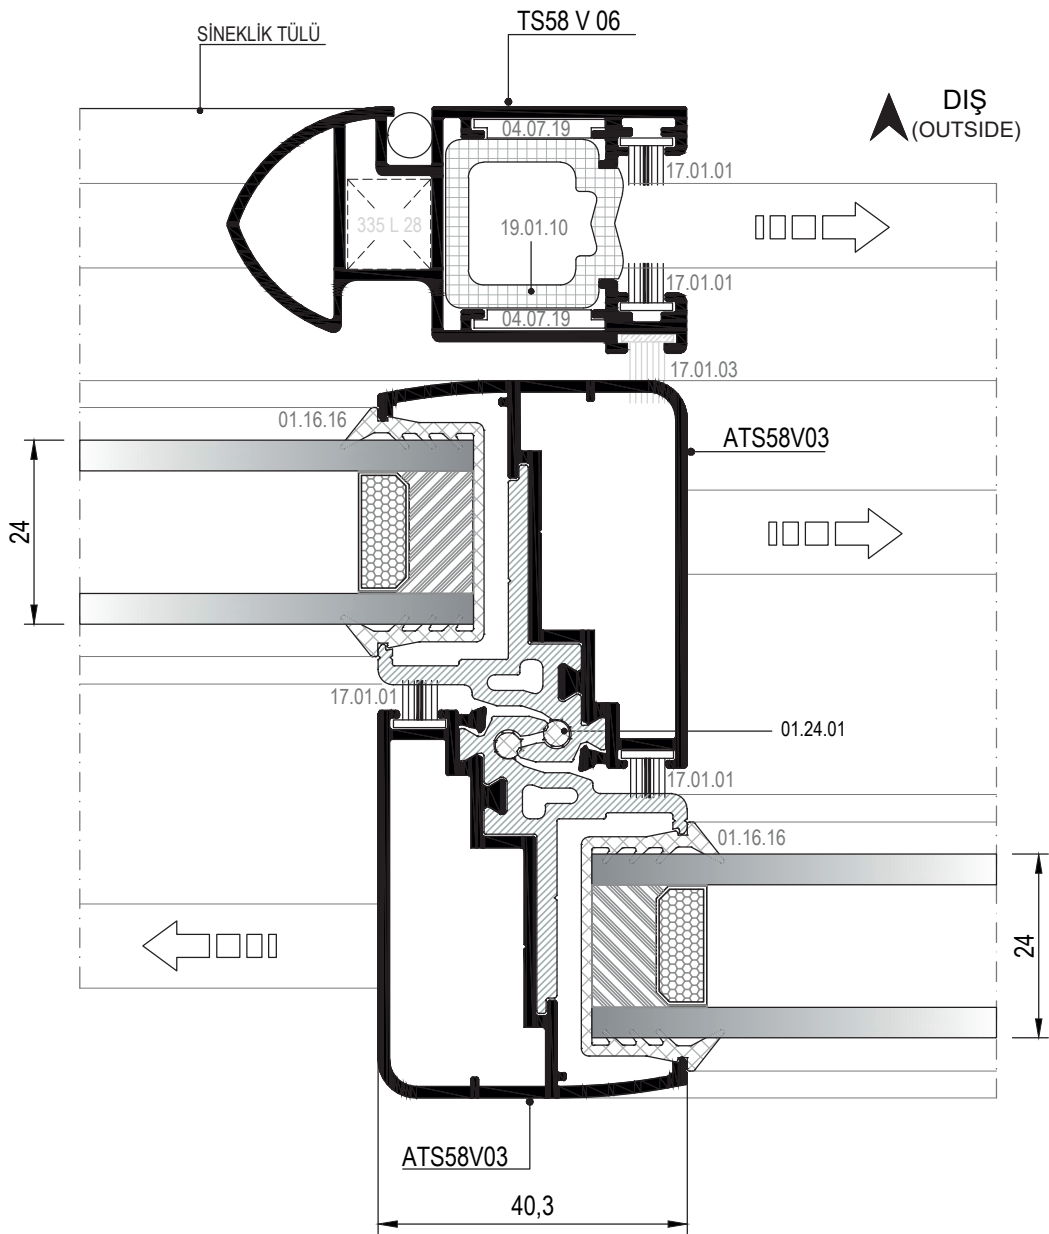 SİNEKLİK TÜLÜ
TS58 V 06
DIŞ
(OUTSIDE)
04.07.19
17.01.01
335 L 28
19.01.10
17.01.01
04.07.19
17.01.03
01.16.16
ATS58V03
24
17.01.01
01.24.01
17.01.01
01.16.16
24
ATS58V03
40,3